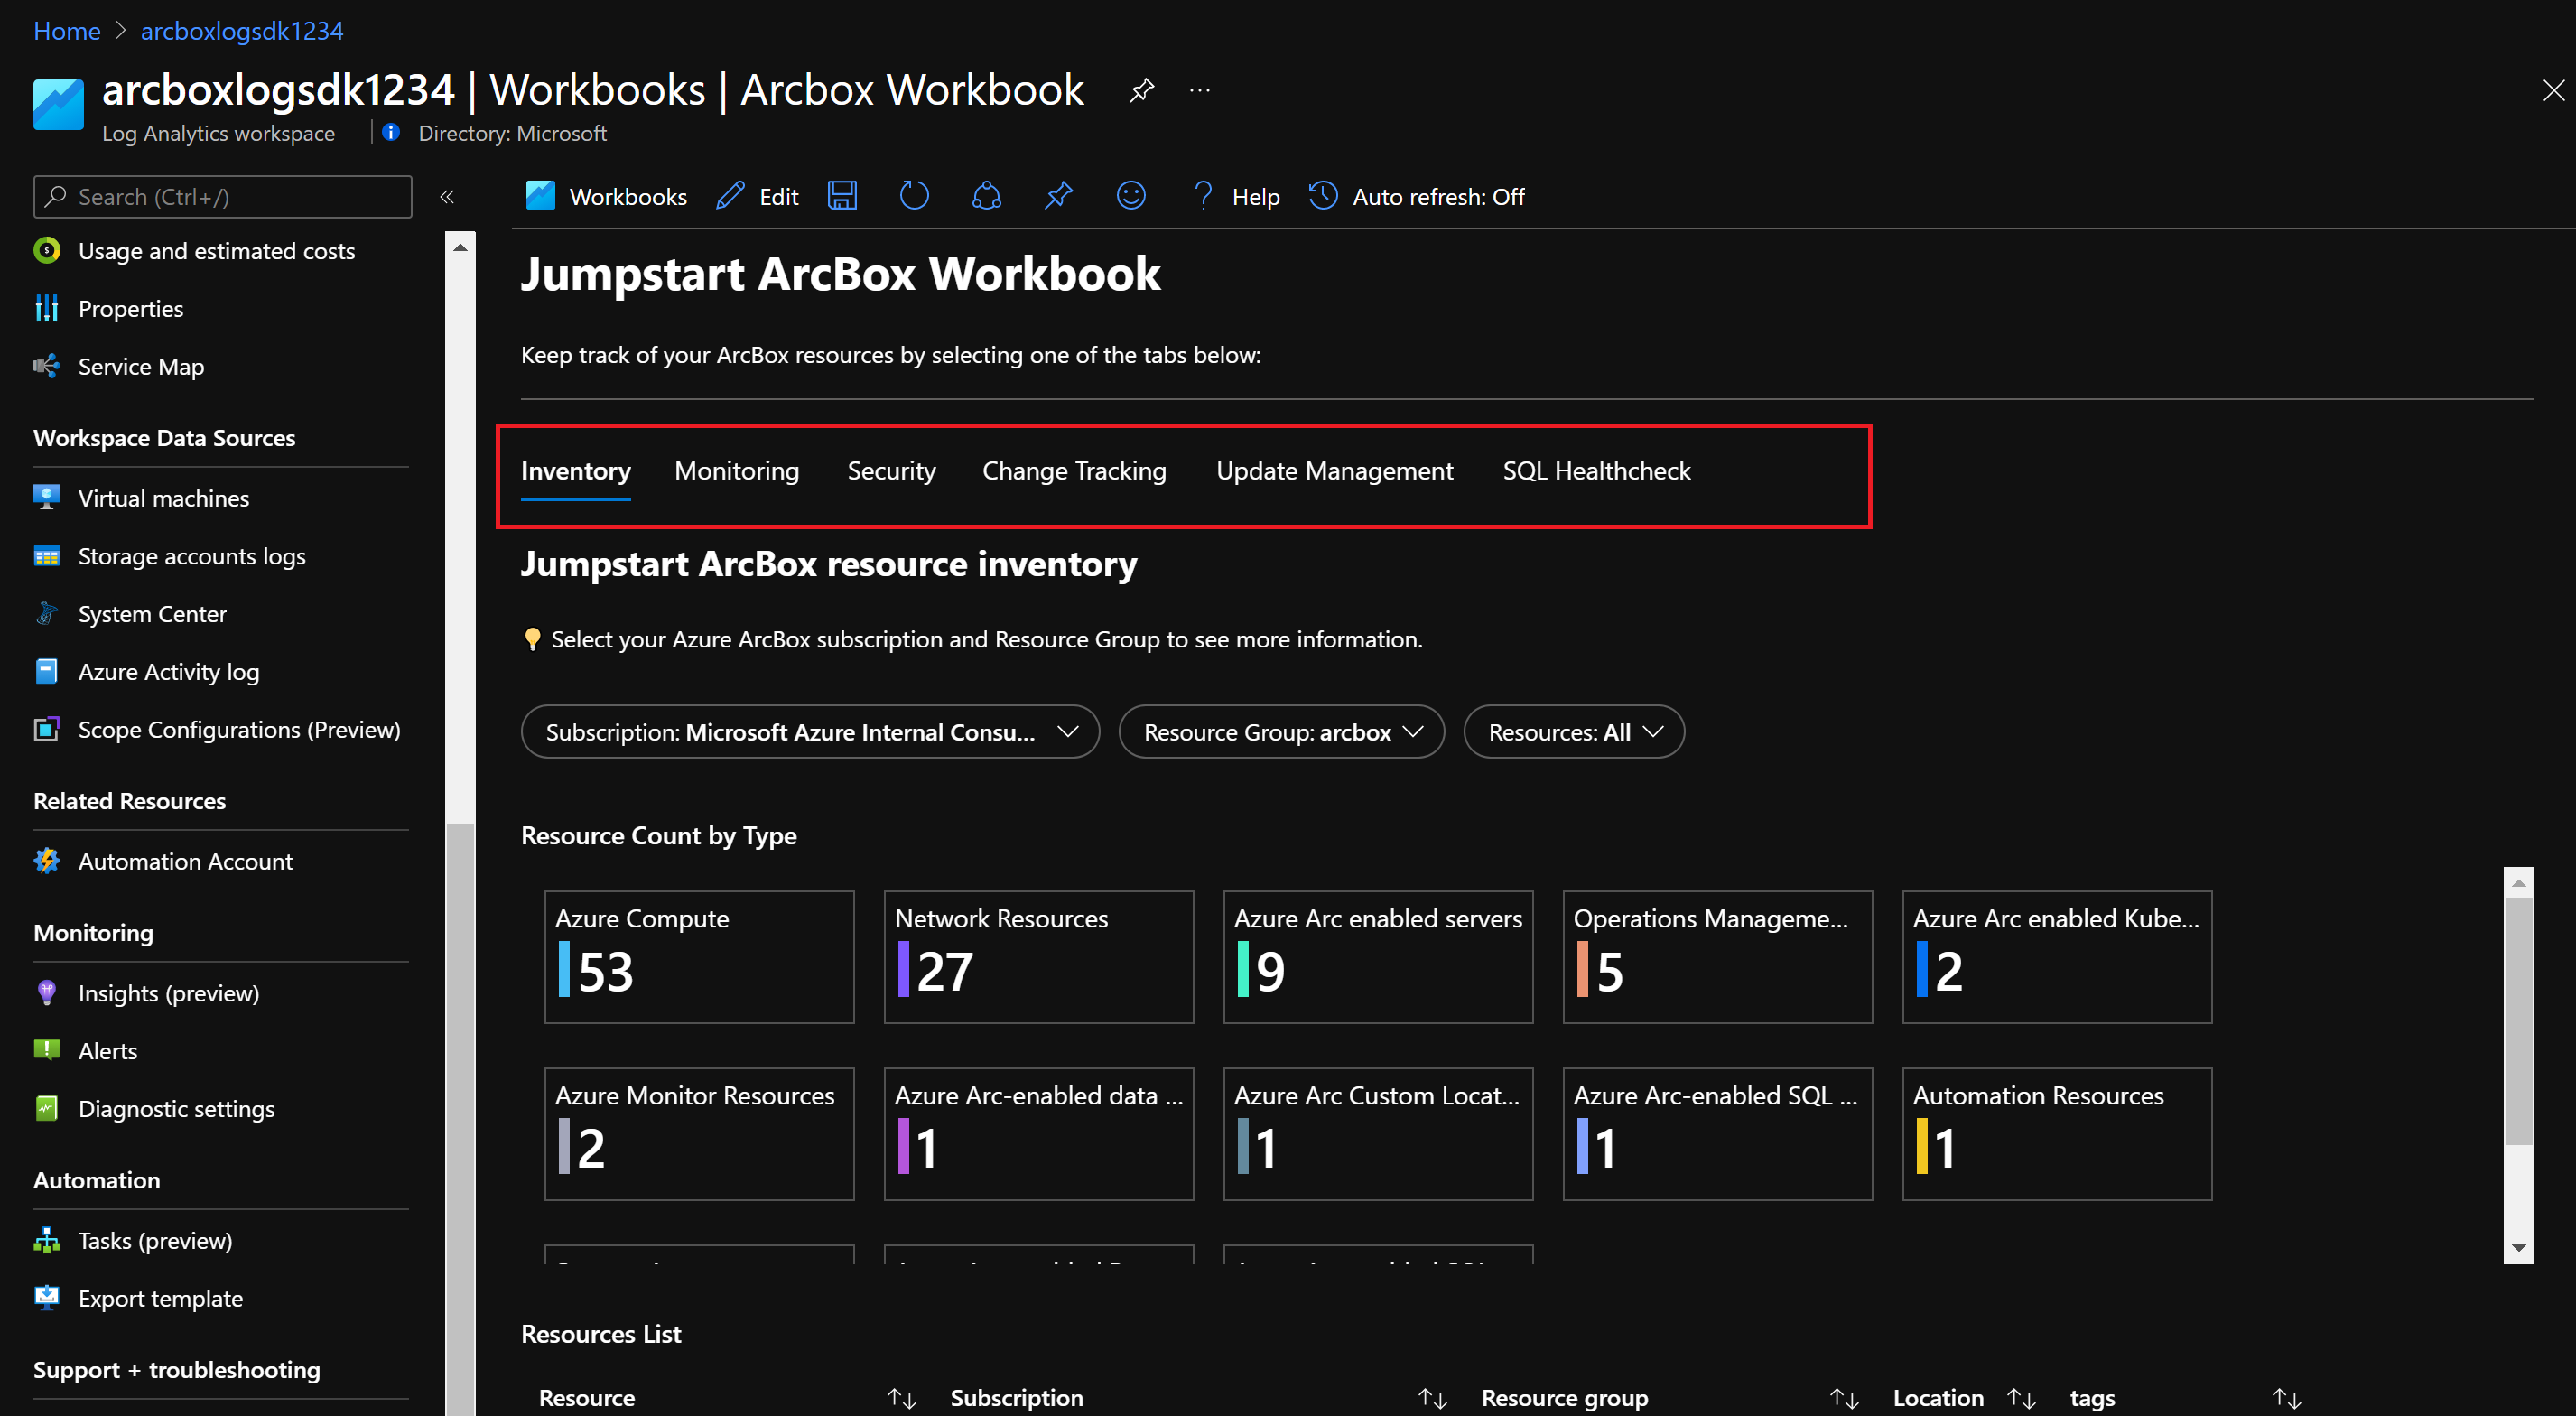 Home > arcboxlogsdk1234
arcboxlogsdk1234 | Workbooks | Arcbox Workbook ...
Log Analytics workspace | Directory: Microsoft
Search (Ctrl+/) «
Workbooks Edit Help Auto refresh: Off
Usage and estimated costs
Properties
Service Map
Workspace Data Sources
Virtual machines
Storage accounts logs
System Center
Azure Activity log
Scope Configurations (Preview)
Related Resources
Automation Account
Monitoring
Insights (preview)
Alerts
Diagnostic settings
Automation
Tasks (preview)
Export template
Support + troubleshooting
Jumpstart ArcBox Workbook
Keep track of your ArcBox resources by selecting one of the tabs below:
Inventory Monitoring Security Change Tracking Update Management SQL Healthcheck
Jumpstart ArcBox resource inventory
Select your Azure ArcBox subscription and Resource Group to see more information.
Subscription: Microsoft Azure Internal Consu... Resource Group: arcbox Resources: All
Resource Count by Type
Azure Compute
53
Network Resources
27
Azure Arc enabled servers
9
Operations Manageme...
5
Azure Arc enabled Kube...
2
Azure Monitor Resources
2
Azure Arc-enabled data ...
1
Azure Arc Custom Locat...
1
Azure Arc-enabled SQL ...
1
Automation Resources
1
Resources List
Resource Subscription Resource group Location tags